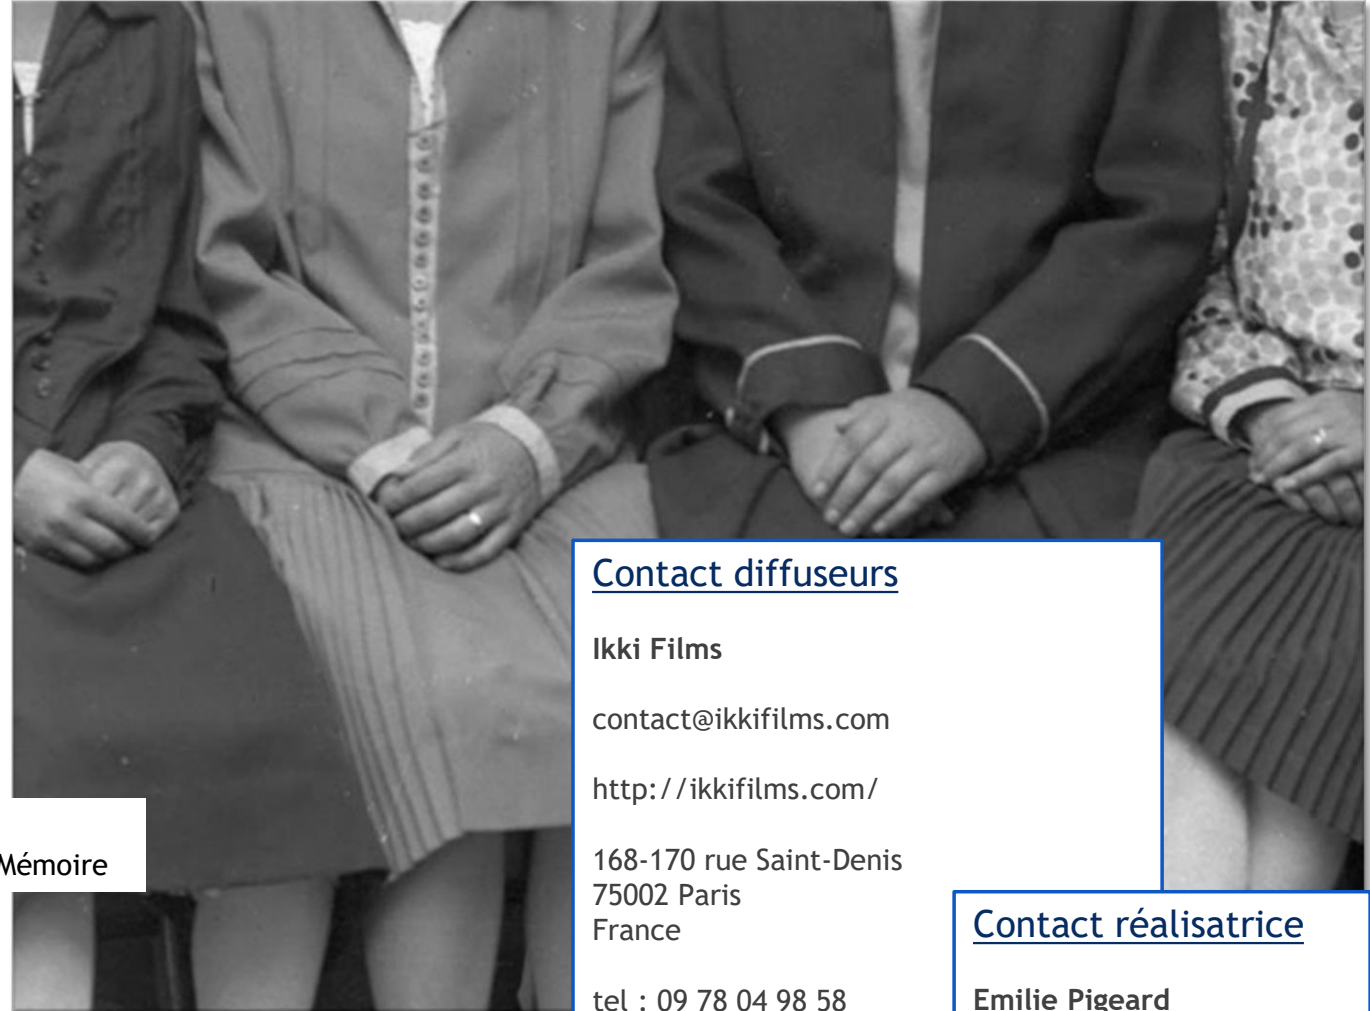 Contact diffuseurs
Ikki Films
contact@ikkifilms.com
http://ikkifilms.com/
168-170 rue Saint-Denis
75002 Paris
France
tel : 09 78 04 98 58
Mémoire
Contact réalisatrice
Emilie Pigeard